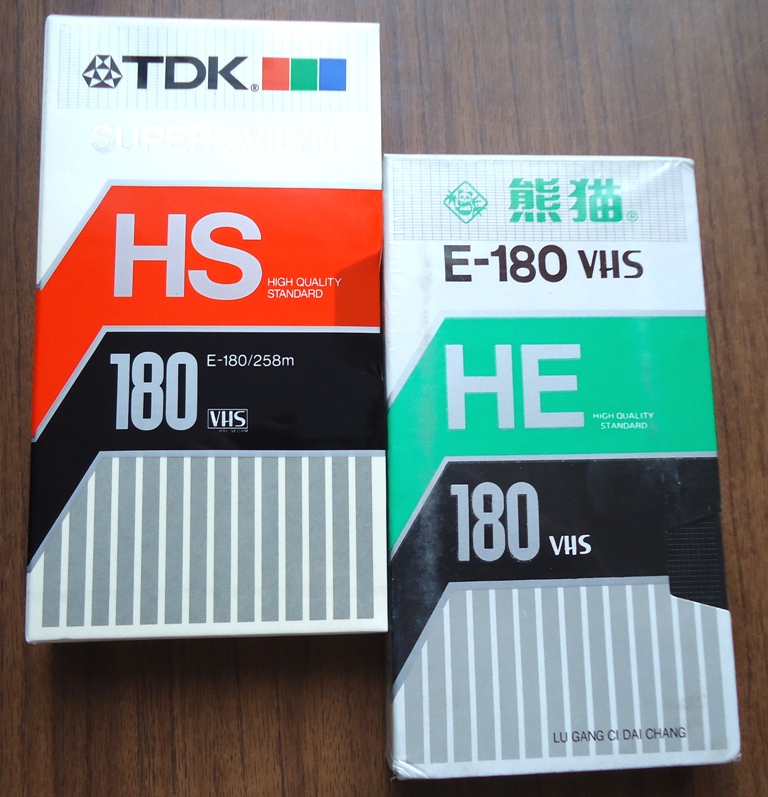 TDK®
SUPER AVILYN
HS
HIGH QUALITY
STANDARD
180
E-180/258m
VHS
熊猫
E-180 VHS
HE
HIGH QUALITY
STANDARD
180
VHS
LU GANG CI DAI CHANG